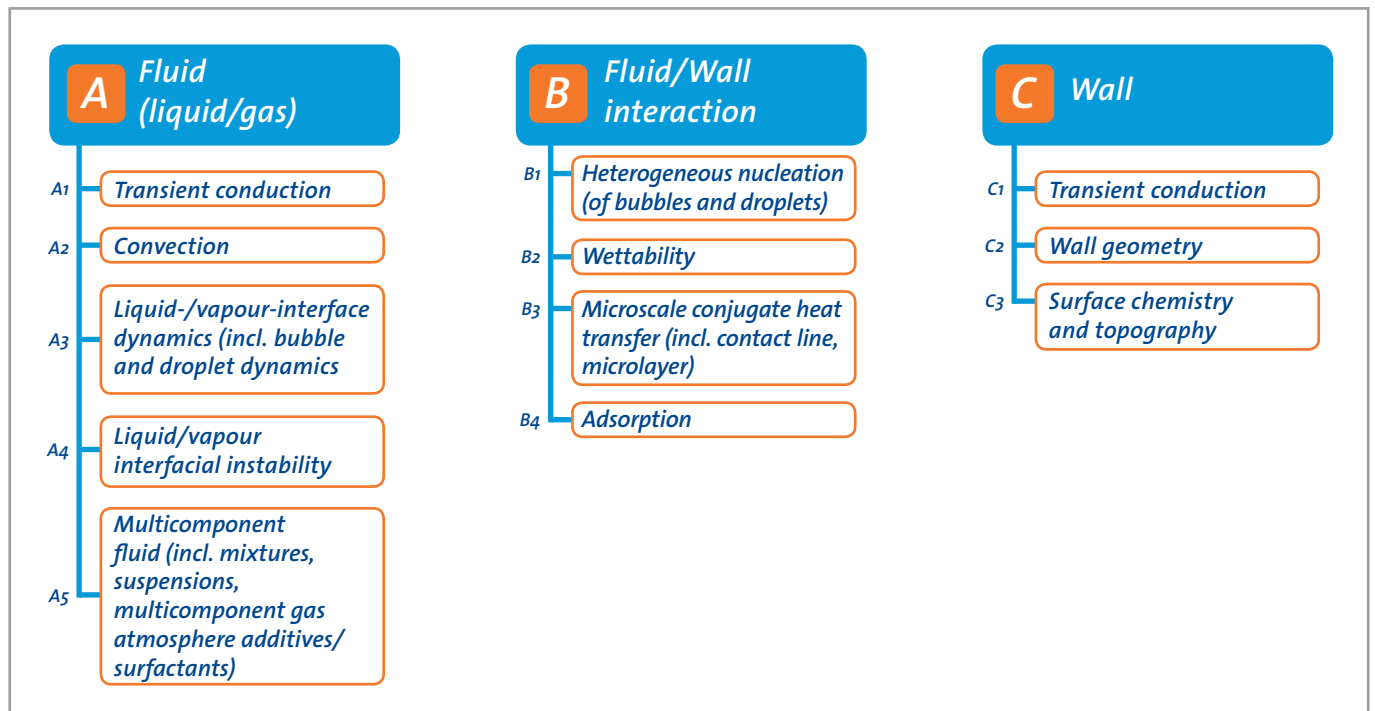 A
Fluid
(liquid/gas)
A1
Transient conduction
A2
Convection
A3
Liquid-/vapour-interface
dynamics (incl. bubble
and droplet dynamics
A4
Liquid/vapour
interfacial instability
A5
Multicomponent
fluid (incl. mixtures,
suspensions,
multicomponent gas
atmosphere additives/
surfactants)
B
Fluid/Wall
interaction
B1
Heterogeneous nucleation
(of bubbles and droplets)
B2
Wettability
B3
Microscale conjugate heat
transfer (incl. contact line,
microlayer)
B4
Adsorption
C
Wall
C1
Transient conduction
C2
Wall geometry
C3
Surface chemistry
and topography